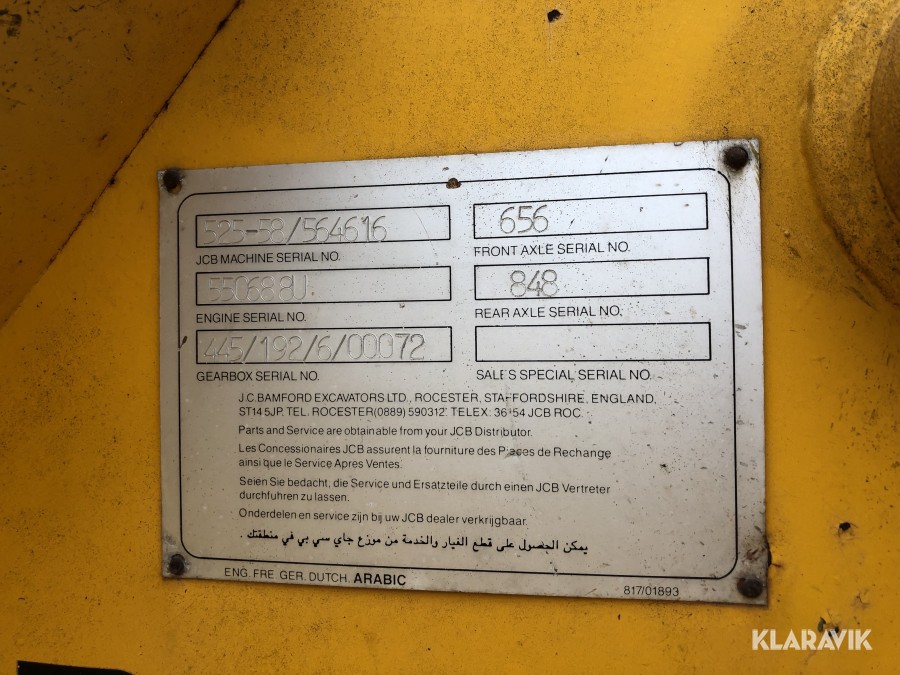 525-58/564616
JCB MACHINE SERIAL NO.
656
FRONT AXLE SERIAL NO.
ENGINE SERIAL NO.
848
REAR AXLE SERIAL NO.
445/192/6/00072
GEARBOX SERIAL NO.
SALES SPECIAL SERIAL NO.
J.C.BAMFORD EXCAVATORS LTD., ROCESTER, STAFFORDSHIRE, ENGLAND.
ST14 5JP. TEL. ROCESTER(0889) 590312. TELEX: JCB ROC.
Parts and Service are obtainable from your JCB Distributor.
Les Concessionaires JCB assurent la fourniture des Places de Rechange
ainsi que le Service Apres Ventes.
Seien Sie bedacht, die Service und Ersatzteile durch einen JCB Vertreter
durchfuhren zu lassen.
Onderdelen en service zijn bij uw JCB dealer verkrijgbaar.
يمكن الحصول على قطع الغيار والخدمة من موزع جاي سي بي في منطقتك.
ENG. FRE GER. DUTCH. ARABIC
817/01893
KLARAVIK